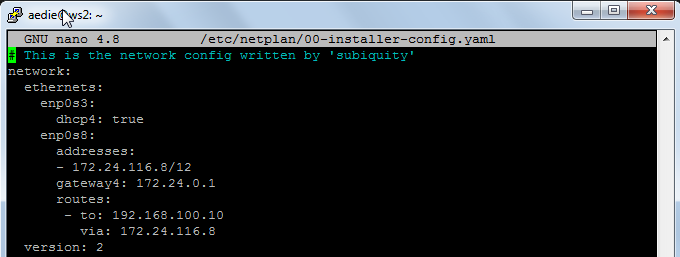 aedie@ws2: ~
GNU nano 4.8 /etc/netplan/00-installer-config.yaml
# This is the network config written by 'subiquity'
network:
  ethernets:
    enp0s3:
      dhcp4: true
    enp0s8:
      addresses:
      - 172.24.116.8/12
      gateway4: 172.24.0.1
      routes:
       - to: 192.168.100.10
         via: 172.24.116.8
  version: 2